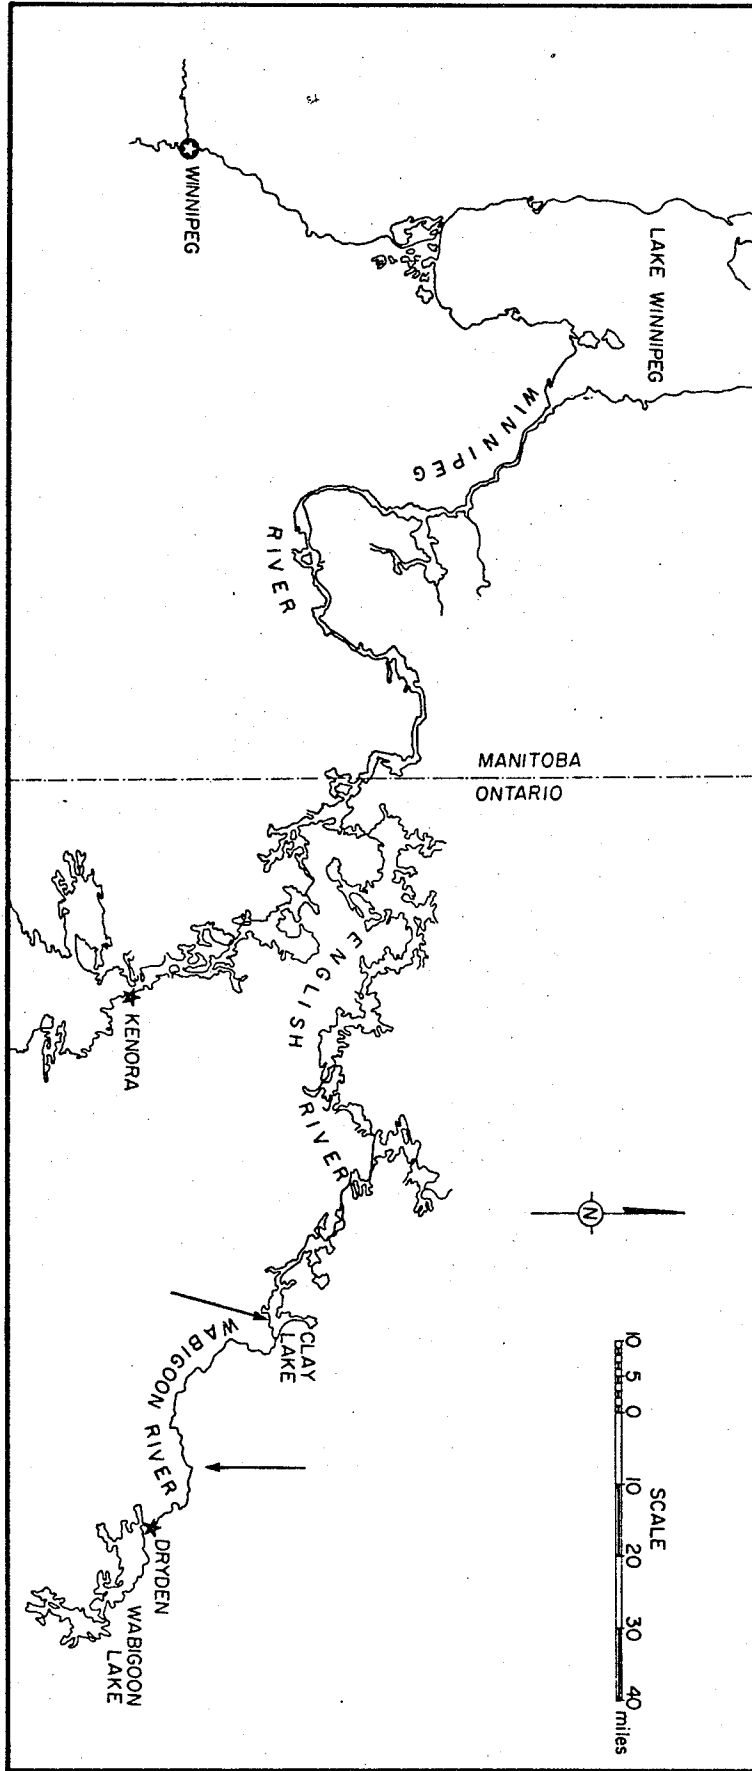 LAKE WINNIPEG
WINNIPEG
WINNIPEG
RIVER
MANITOBA
ONTARIO
ENGLISH
RIVER
KENORA
CLAY
LAKE
WABIGOON RIVER
DRYDEN
WABIGOON
LAKE
N
SCALE
10 5 0 10 20 30 40 miles